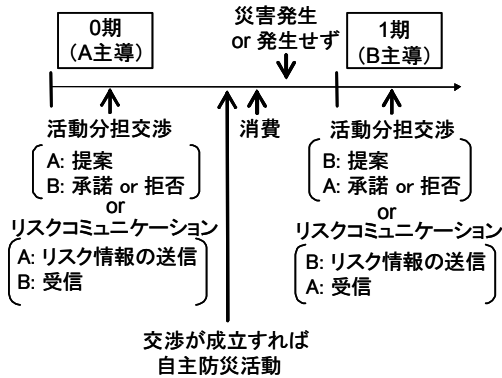 0期
(A主導)
災害発生
or 発生せず
1期
(B主導)
活動分担交渉
A: 提案
B: 承諾 or 拒否
or
リスクコミュニケーション
A: リスク情報の送信
B: 受信
消費
活動分担交渉
B: 提案
A: 承諾 or 拒否
or
リスクコミュニケーション
B: リスク情報の送信
A: 受信
交渉が成立すれば
自主防災活動